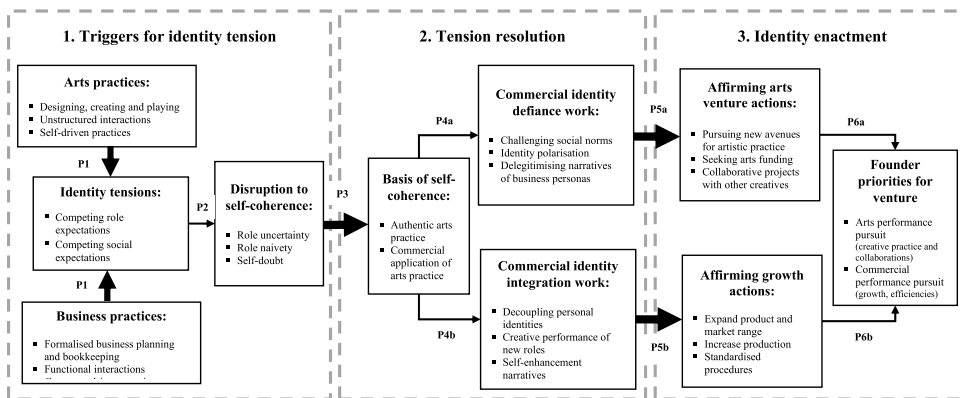 1. Triggers for identity tension
Arts practices:
Designing, creating and playing
Unstructured interactions
Self-driven practices
P1
Identity tensions:
Competing role
expectations
Competing social
expectations
P1
Business practices:
Formalised business planning
and bookkeeping
Functional interactions
P2
Disruption to
self-coherence:
Role uncertainty
Role naivety
Self-doubt
P3
2. Tension resolution
Basis of self-
coherence:
Authentic arts
practice
Commercial
application of
arts practice
P4a
Commercial identity
defiance work:
Challenging social norms
Identity polarisation
Delegitimising narratives
of business personas
P4b
Commercial identity
integration work:
Decoupling personal
identities
Creative performance of
new roles
Self-enhancement
narratives
P5a
P5b
3. Identity enactment
Affirming arts
venture actions:
Pursuing new avenues
for artistic practice
Seeking arts funding
Collaborative projects
with other creatives
Affirming growth
actions:
Expand product and
market range
Increase production
Standardised
procedures
P6a
Founder
priorities for
venture
Arts performance
pursuit
(creative practice and
collaborations)
Commercial
performance pursuit
(growth, efficiencies)
P6b